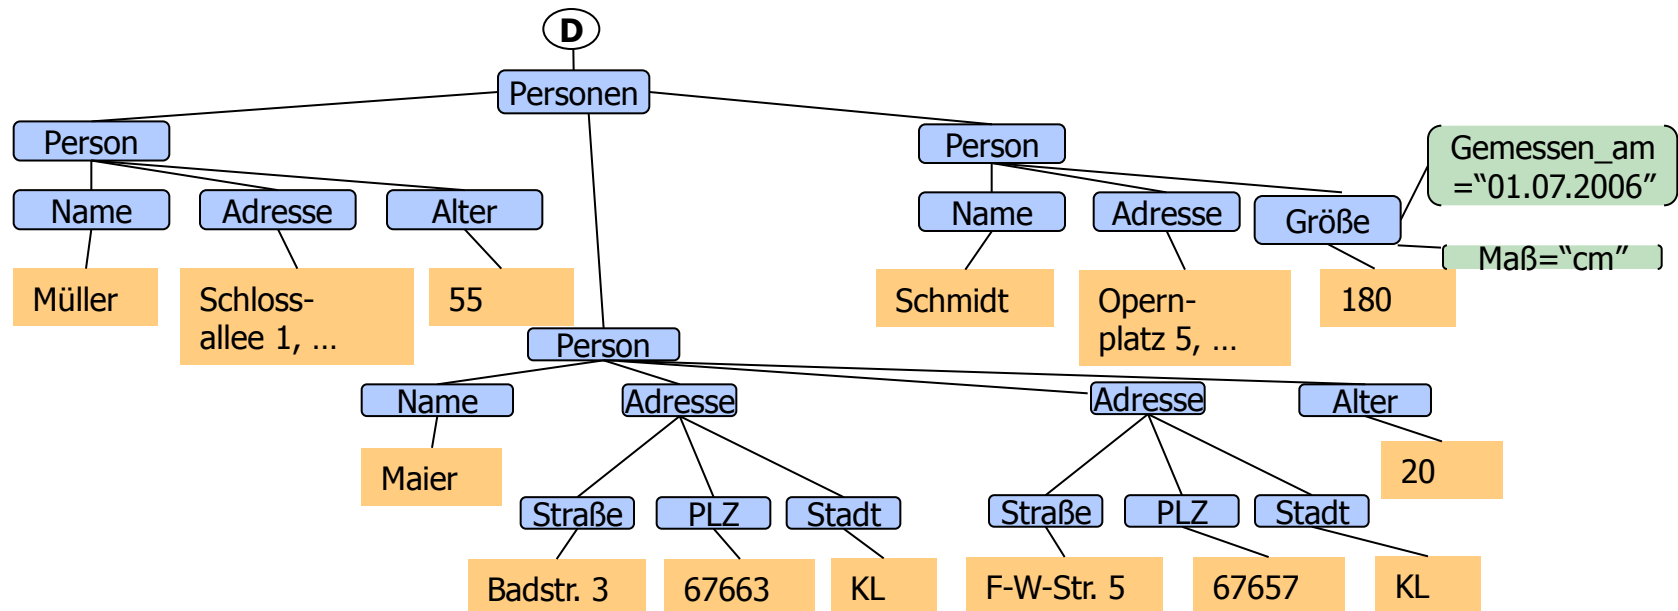 D
Personen
Person
Person
Gemessen_am
=“01.07.2006”
Name
Adresse
Alter
Name
Adresse
Größe
Maß=“cm”
Müller
Schloss-
allee 1, …
55
Schmidt
Opern-
platz 5, …
180
Person
Name
Adresse
Adresse
Alter
Maier
20
Straße
PLZ
Stadt
Straße
PLZ
Stadt
Badstr. 3
67663
KL
F-W-Str. 5
67657
KL